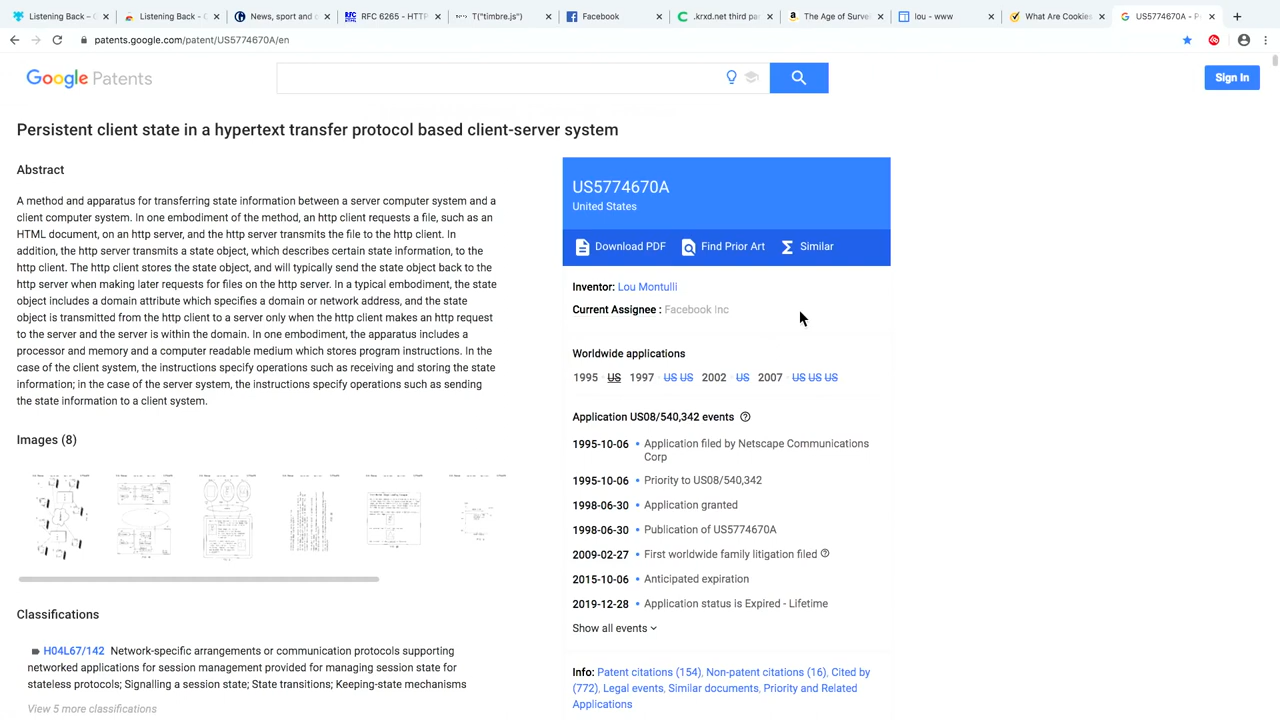 Listening Back – C
Listening Back - C
News, sport and o
RFC 6265 - HTTP
T("timbre.js")
Facebook
.krxd.net third pa
The Age of Surve
lou - www
What Are Cookies
US5774670A - P
patents.google.com/patent/US5774670A/en
Google Patents
Sign In
Persistent client state in a hypertext transfer protocol based client-server system
Abstract
A method and apparatus for transferring state information between a server computer system and a
client computer system. In one embodiment of the method, an http client requests a file, such as an
HTML document, on an http server, and the http server transmits the file to the http client. In
addition, the http server transmits a state object, which describes certain state information, to the
http client. The http client stores the state object, and will typically send the state object back to the
http server when making later requests for files on the http server. In a typical embodiment, the state
object includes a domain attribute which specifies a domain or network address, and the state
object is transmitted from the http client to a server only when the http client makes an http request
to the server and the server is within the domain. In one embodiment, the apparatus includes a
processor and memory and a computer readable medium which stores program instructions. In the
case of the client system, the instructions specify operations such as receiving and storing the state
information; in the case of the server system, the instructions specify operations such as sending
the state information to a client system.
Images (8)
Classifications
H04L67/142 Network-specific arrangements or communication protocols supporting
networked applications for session management provided for managing session state for
stateless protocols; Signalling a session state; State transitions; Keeping-state mechanisms
View 5 more classifications
US5774670A
United States
Download PDF Find Prior Art Similar
Inventor: Lou Montulli
Current Assignee : Facebook Inc
Worldwide applications
1995 · US 1997 · US US 2002 · US 2007 · US US US
Application US08/540,342 events
1995-10-06 • Application filed by Netscape Communications
Corp
1995-10-06 • Priority to US08/540,342
1998-06-30 • Application granted
1998-06-30 • Publication of US5774670A
2009-02-27 • First worldwide family litigation filed
2015-10-06 • Anticipated expiration
2019-12-28 • Application status is Expired - Lifetime
Show all events
Info: Patent citations (154), Non-patent citations (16), Cited by
(772), Legal events, Similar documents, Priority and Related
Applications